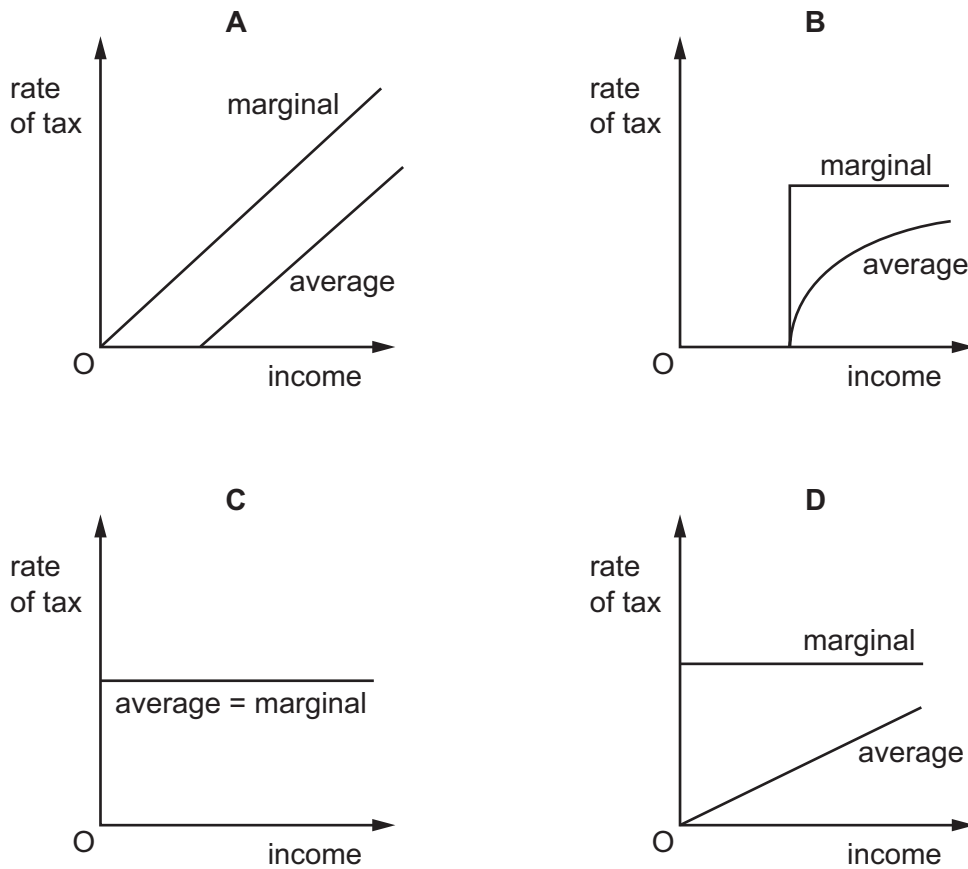 A
rate
of tax
marginal
average
O
income
B
rate
of tax
marginal
average
O
income
C
rate
of tax
average = marginal
O
income
D
rate
of tax
marginal
average
O
income